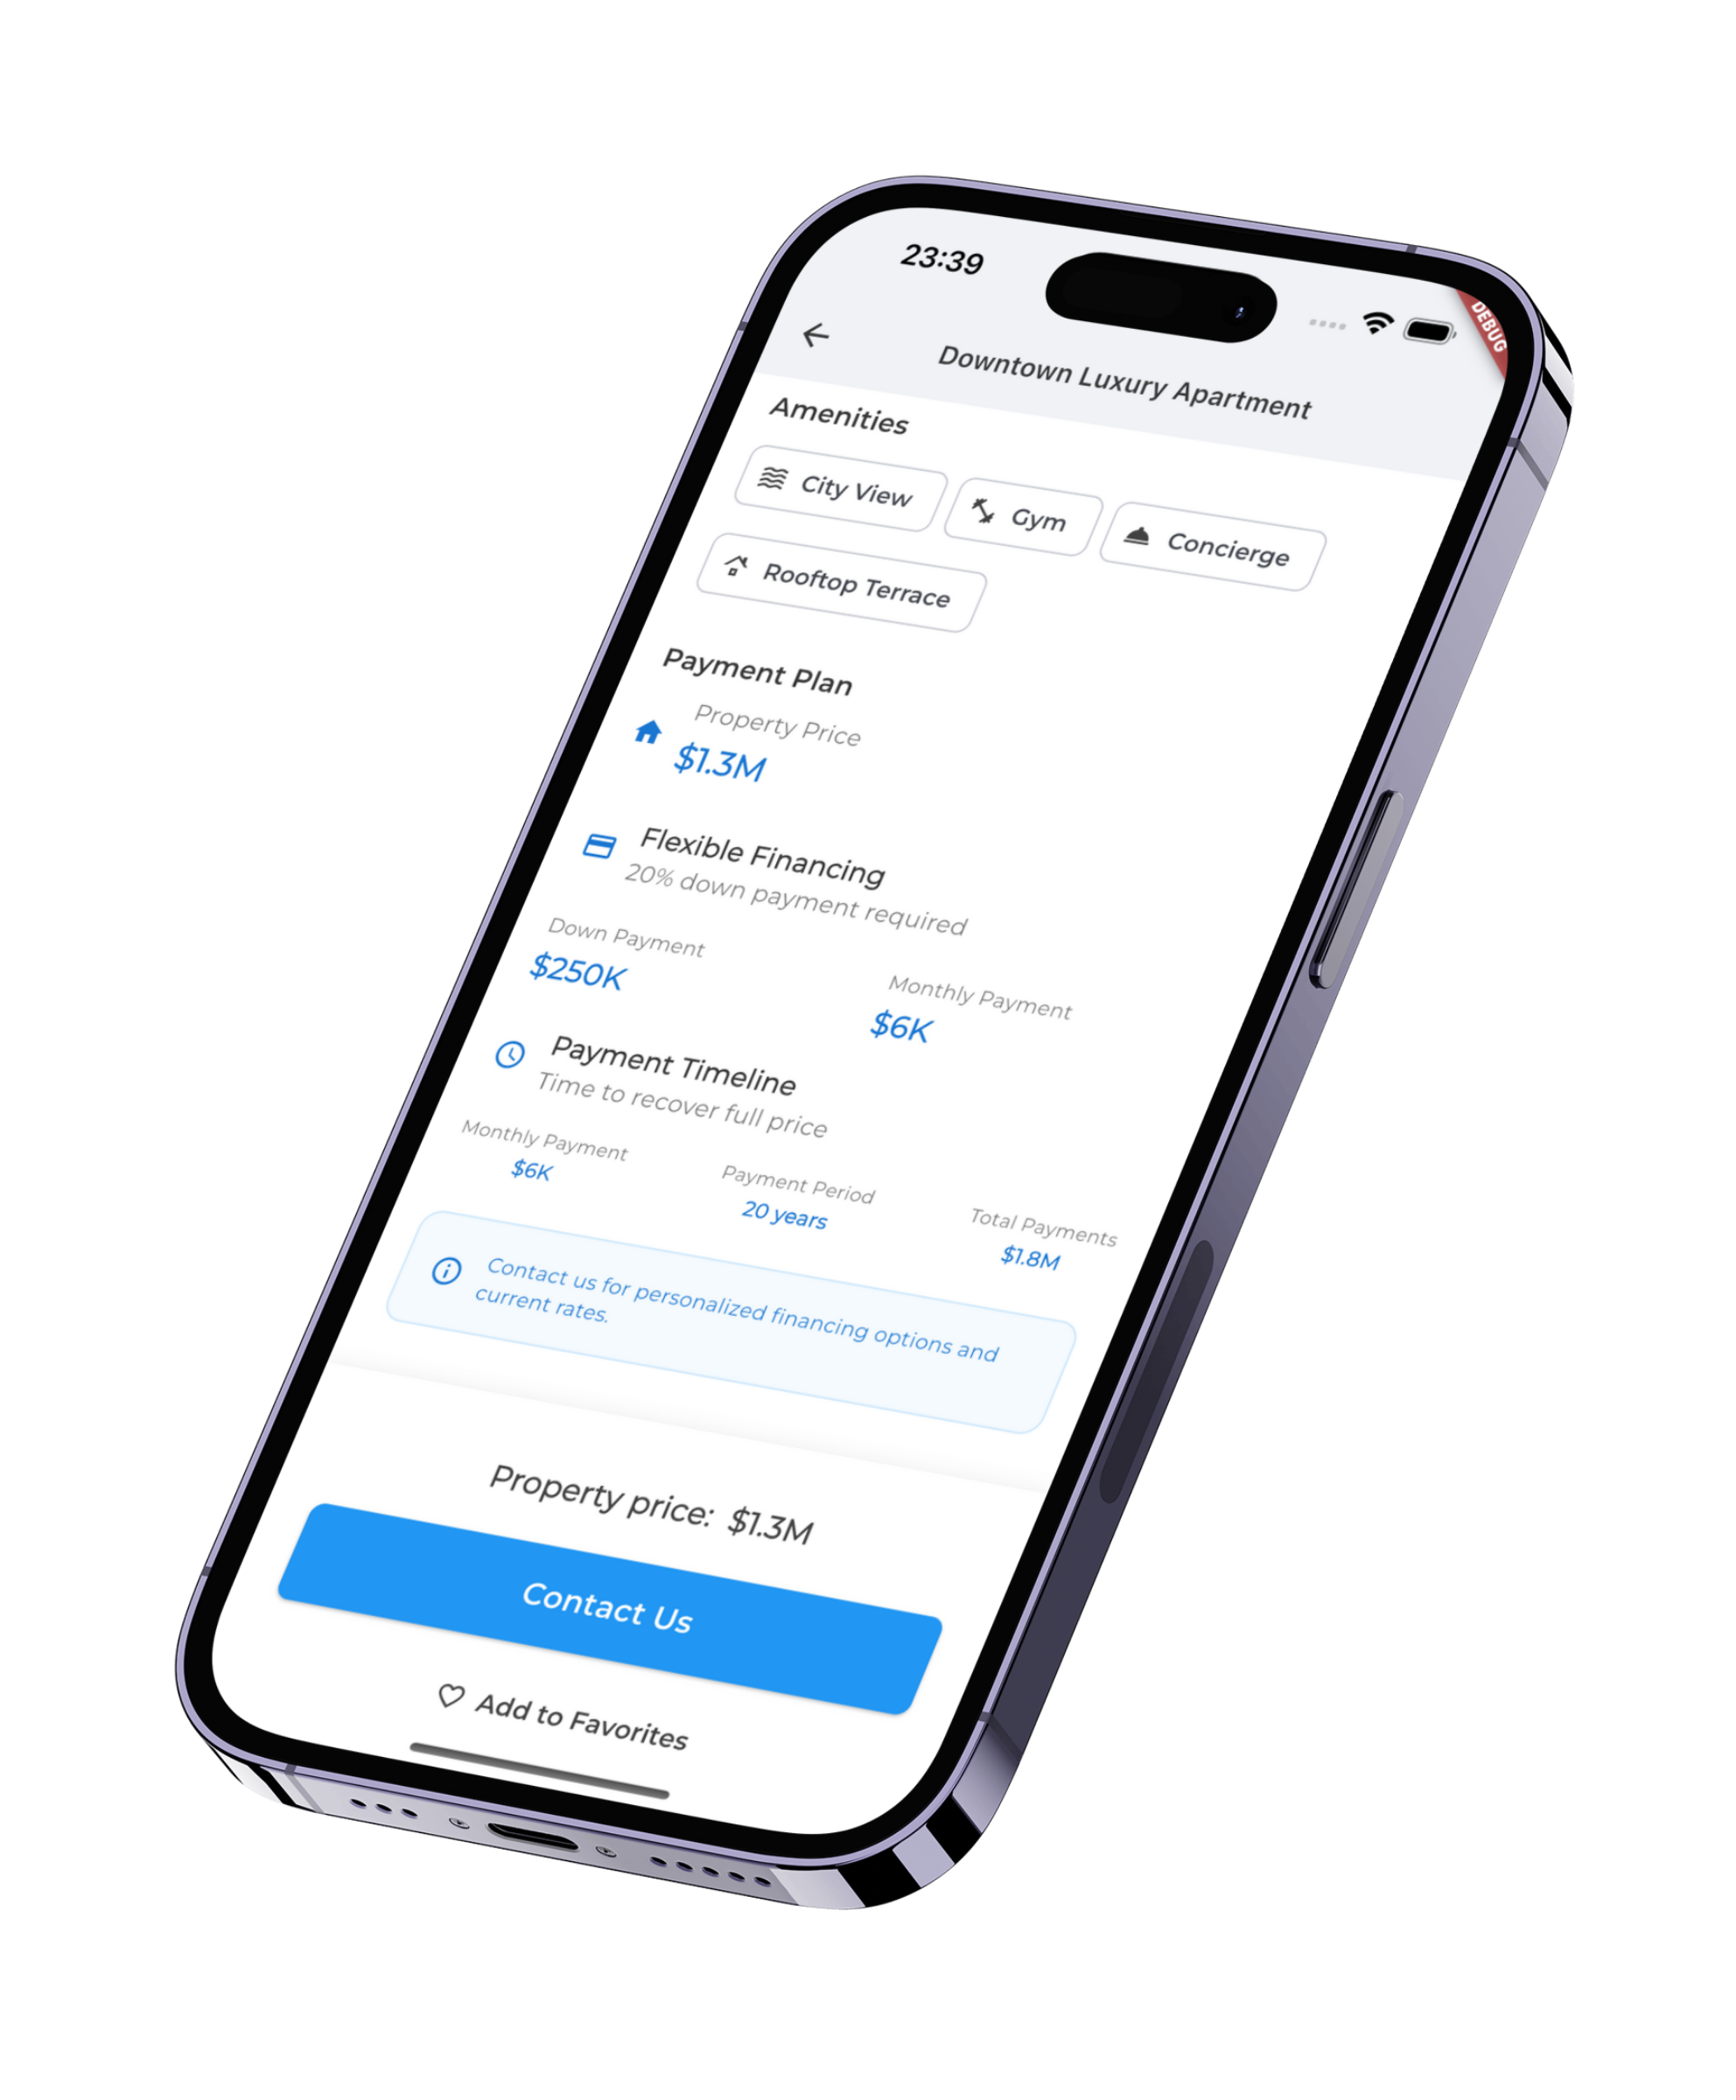 23:39
DEBUG
Downtown Luxury Apartment
Amenities
City View
Gym
Concierge
Rooftop Terrace
Payment Plan
Property Price
$1.3M
Flexible Financing
20% down payment required
Down Payment
$250K
Monthly Payment
$6K
Payment Timeline
Time to recover full price
Monthly Payment
$6K
Payment Period
20 years
Total Payments
$1.8M
Contact us for personalized financing options and
current rates.
Property price: $1.3M
Contact Us
Add to Favorites